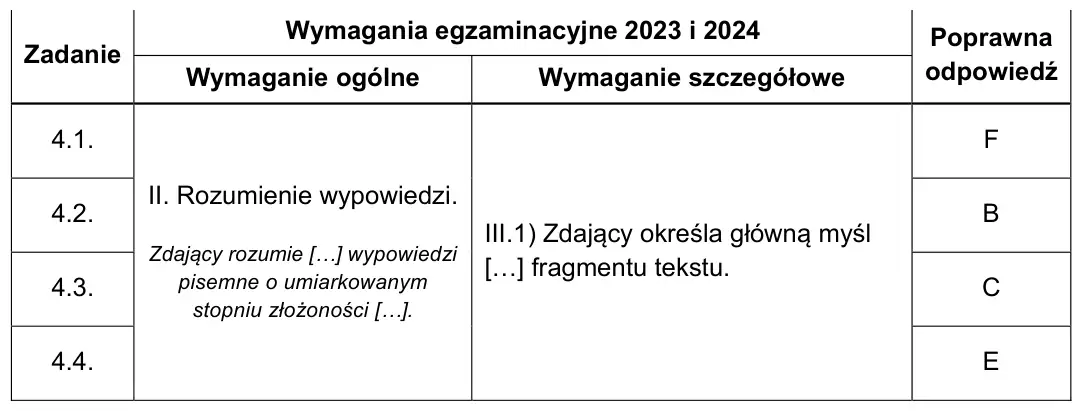 Zadanie
Wymagania egzaminacyjne 2023 i 2024
Poprawna
odpowiedź
Wymaganie ogólne
Wymaganie szczegółowe
4.1.
F
II. Rozumienie wypowiedzi.
Zdający rozumie […] wypowiedzi
pisemne o umiarkowanym
stopniu złożoności […].
III.1) Zdający określa główną myśl
[…] fragmentu tekstu.
4.2.
B
4.3.
C
4.4.
E